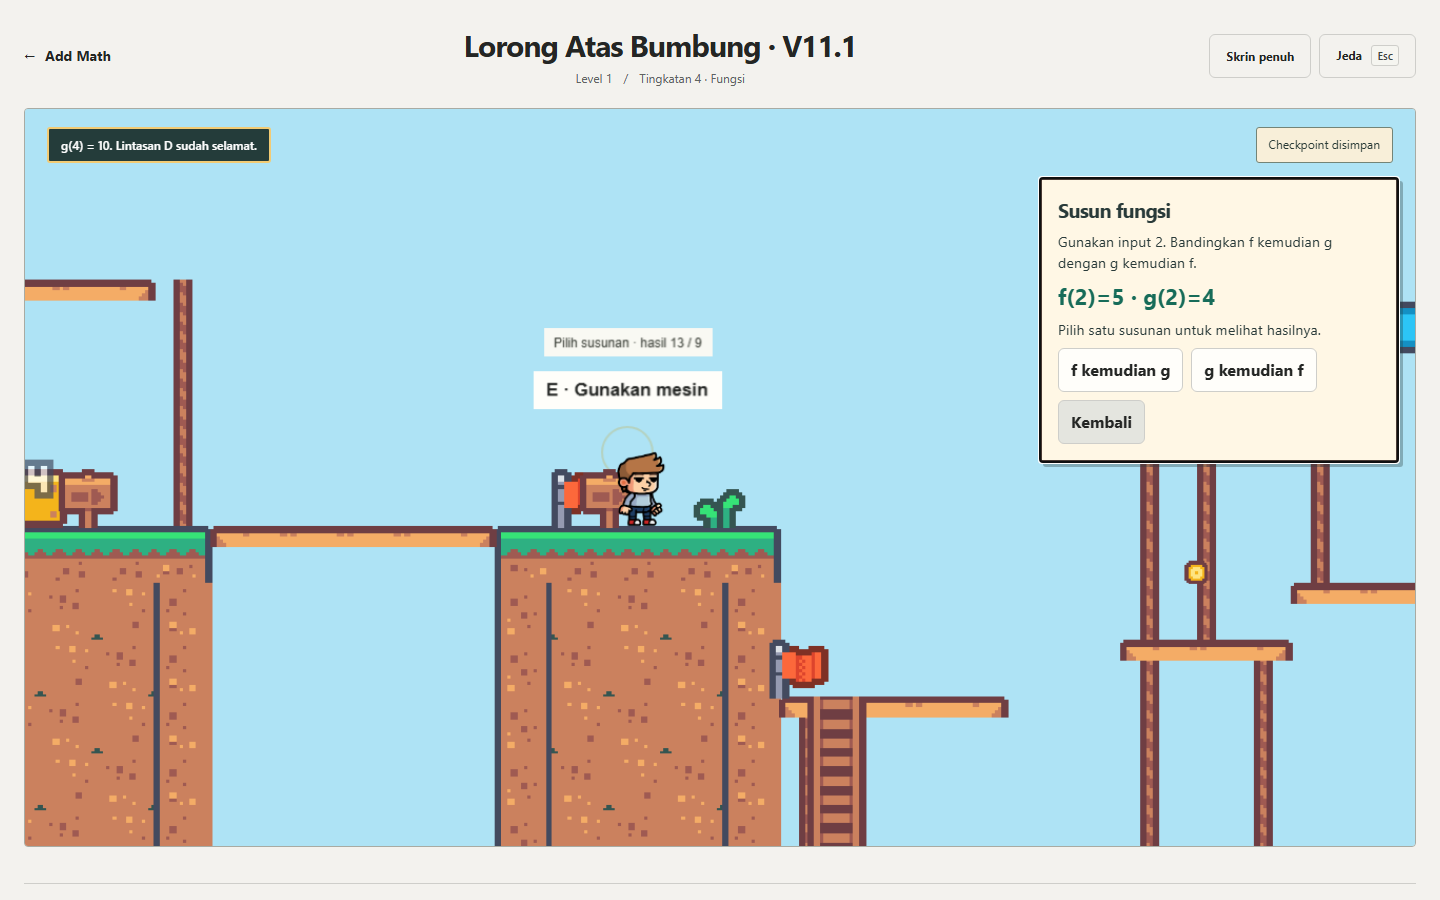 ← Add Math
Lorong Atas Bumbung · V11.1
Level 1 / Tingkatan 4 · Fungsi
Skrin penuh
Jeda Esc
g(4) = 10. Lintasan D sudah selamat.
Checkpoint disimpan
Susun fungsi
Gunakan input 2. Bandingkan f kemudian g
dengan g kemudian f.
f(2)=5 · g(2)=4
Pilih satu susunan untuk melihat hasilnya.
f kemudian g
g kemudian f
Kembali
Pilih susunan · hasil 13 / 9
E · Gunakan mesin